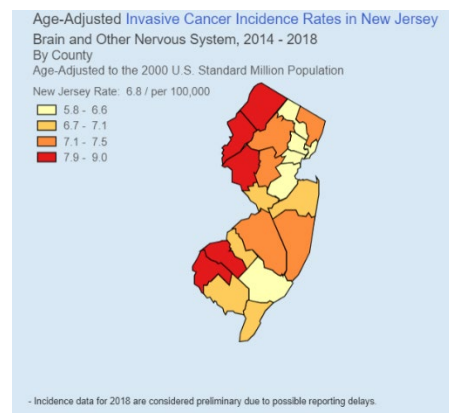 Age-Adjusted Invasive Cancer Incidence Rates in New Jersey
Brain and Other Nervous System, 2014 - 2018
By County
Age-Adjusted to the 2000 U.S. Standard Million Population
New Jersey Rate: 6.8 / per 100,000
5.8 - 6.6
6.7 - 7.1
7.1 - 7.5
7.9 - 9.0
- Incidence data for 2018 are considered preliminary due to possible reporting delays.